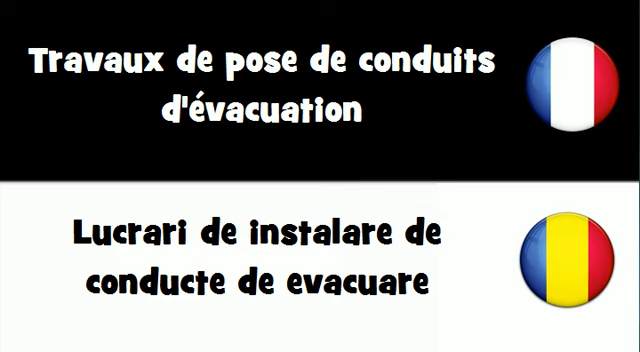 Travaux de pose de conduits
d'évacuation
Lucrari de instalare de
conducte de evacuare